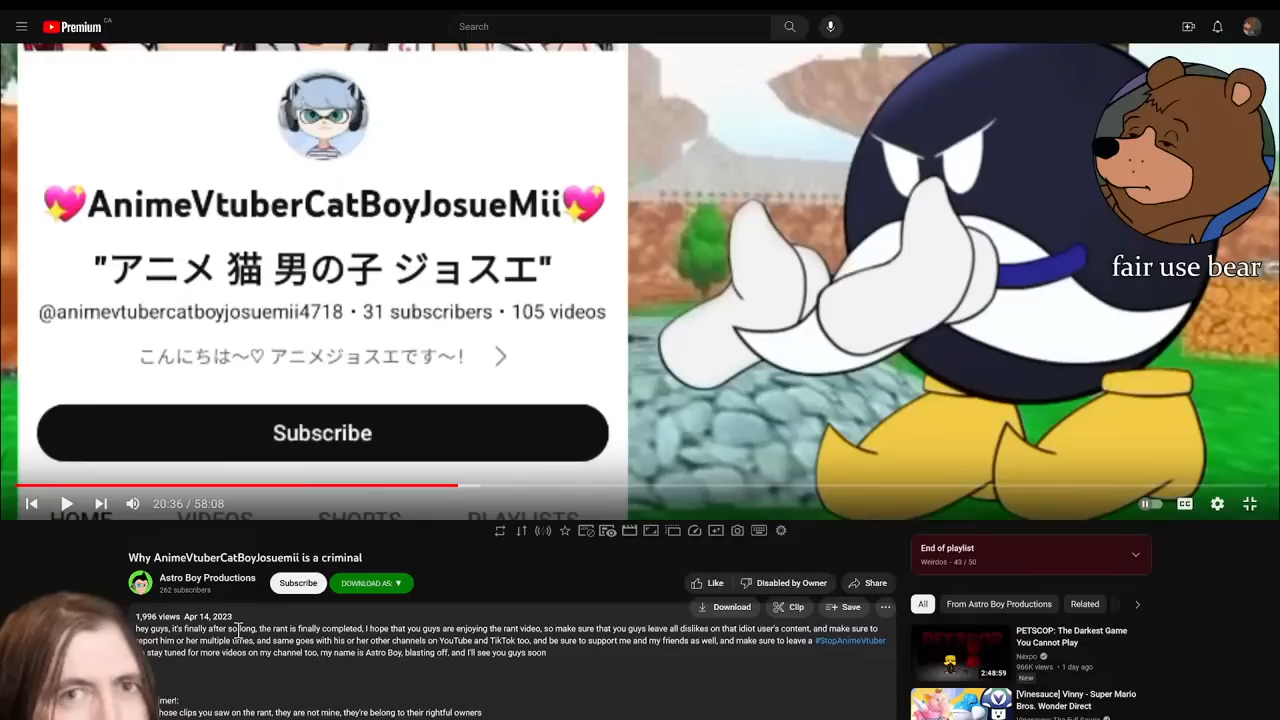 Premium CA
Search
💖AnimeVtuberCatBoyJosueMii💖
"アニメ 猫 男の子 ジョスエ"
@animevtubercatboyjosuemii4718・31 subscribers・105 videos
こんにちは〜♡ アニメジョスエです〜!
Subscribe
fair use bear
20:36 / 58:08
HOME VIDEOS SHORTS PLAYLISTS
Why AnimeVtuberCatBoyJosuemii is a criminal
Astro Boy Productions
262 subscribers
Subscribe
DOWNLOAD AS: ▼
Like
Disabled by Owner
Share
Download
Clip
Save
1,996 views Apr 14, 2023
hey guys, it's finally after so long, the rant is finally completed, I hope that you guys are enjoying the rant video, so make sure that you guys leave all dislikes on that idiot user's content, and make sure to
report him or her multiple times, and same goes with his or her other channels on YouTube and TikTok too, and be sure to support me and my friends as well, and make sure to leave a #StopAnimeVtuber
stay tuned for more videos on my channel too, my name is Astro Boy, blasting off, and I'll see you guys soon
imer!:
hose clips you saw on the rant, they are not mine, they're belong to their rightful owners
End of playlist
Weirdos - 43 / 50
All
From Astro Boy Productions
Related
PETSCOP: The Darkest Game
You Cannot Play
Nexpo
966K views • 1 day ago
New
2:48:59
[Vinesauce] Vinny - Super Mario
Bros. Wonder Direct
Vinesauce: The Full Sauce